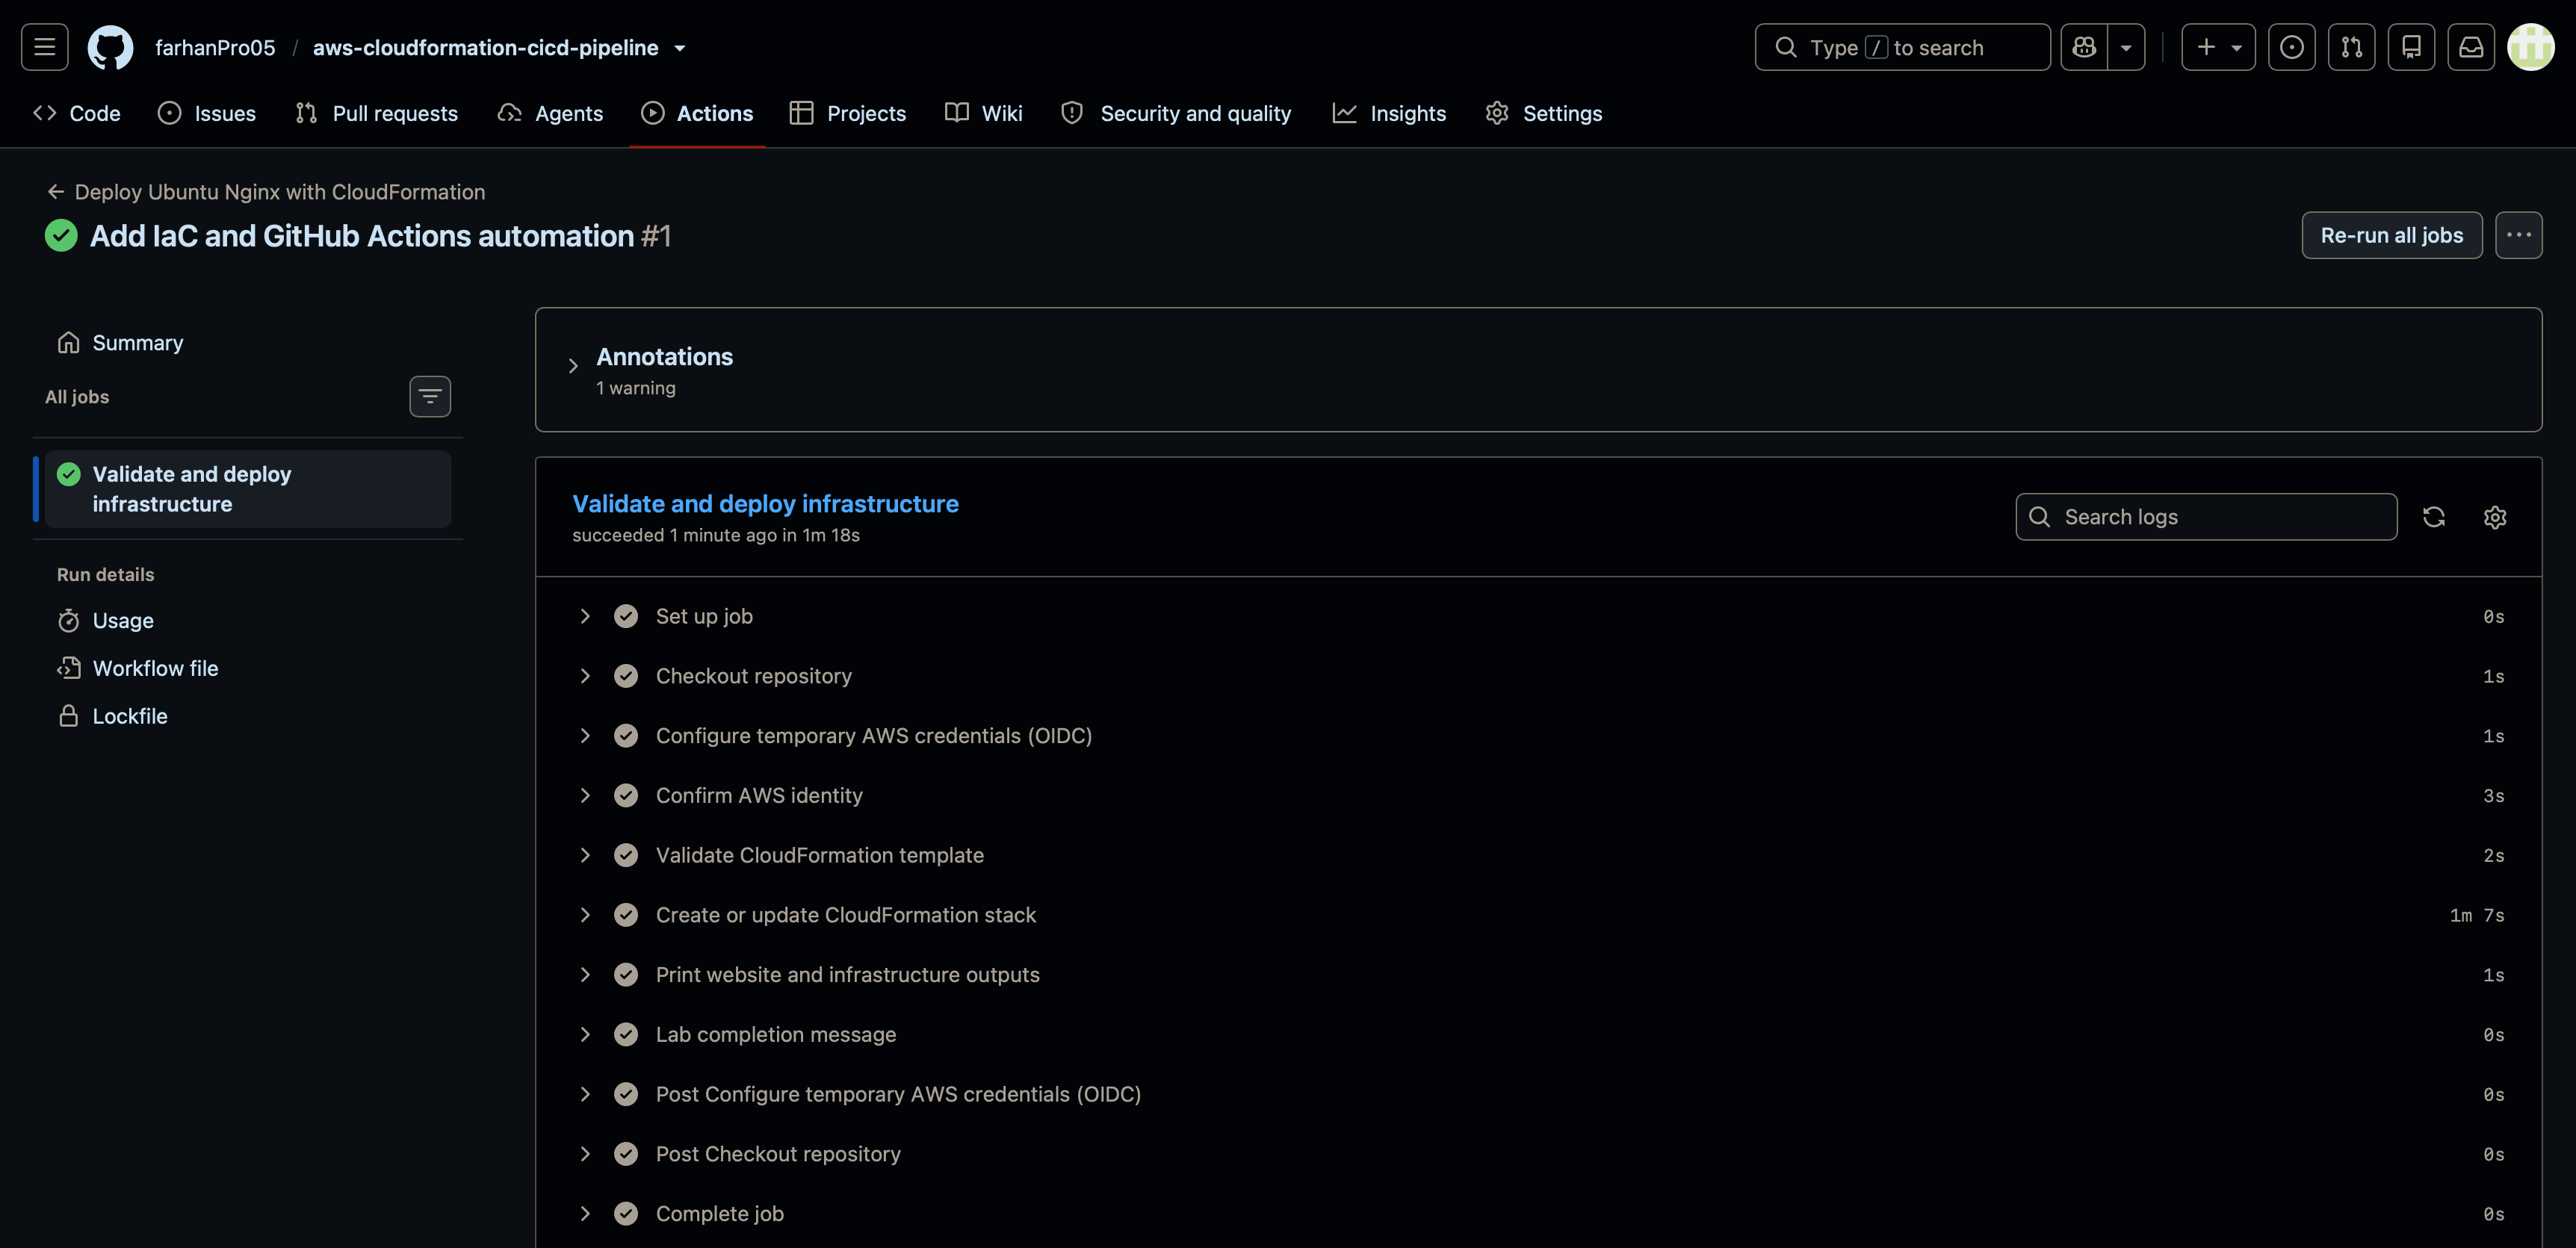 farhanPro05 / aws-cloudformation-cicd-pipeline
Type / to search
Code Issues Pull requests Agents Actions Projects Wiki Security and quality Insights Settings
Deploy Ubuntu Nginx with CloudFormation
Add IaC and GitHub Actions automation #1
Re-run all jobs
Summary
All jobs
Validate and deploy
infrastructure
Run details
Usage
Workflow file
Lockfile
Annotations
1 warning
Validate and deploy infrastructure
succeeded 1 minute ago in 1m 18s
Search logs
Set up job 0s
Checkout repository 1s
Configure temporary AWS credentials (OIDC) 1s
Confirm AWS identity 3s
Validate CloudFormation template 2s
Create or update CloudFormation stack 1m 7s
Print website and infrastructure outputs 1s
Lab completion message 0s
Post Configure temporary AWS credentials (OIDC) 0s
Post Checkout repository 0s
Complete job 0s